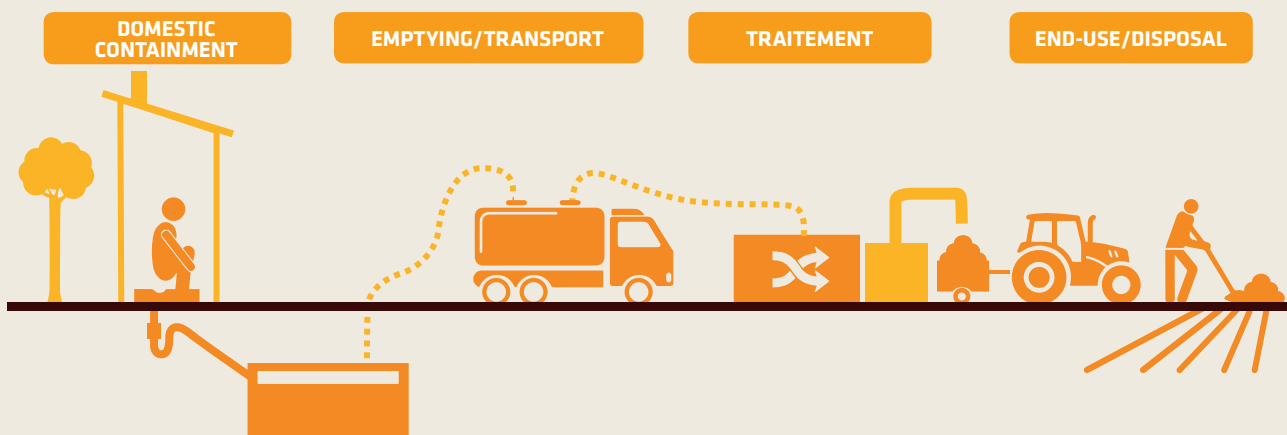 DOMESTIC
CONTAINMENT
EMPTYING/TRANSPORT
TRAITEMENT
END-USE/DISPOSAL